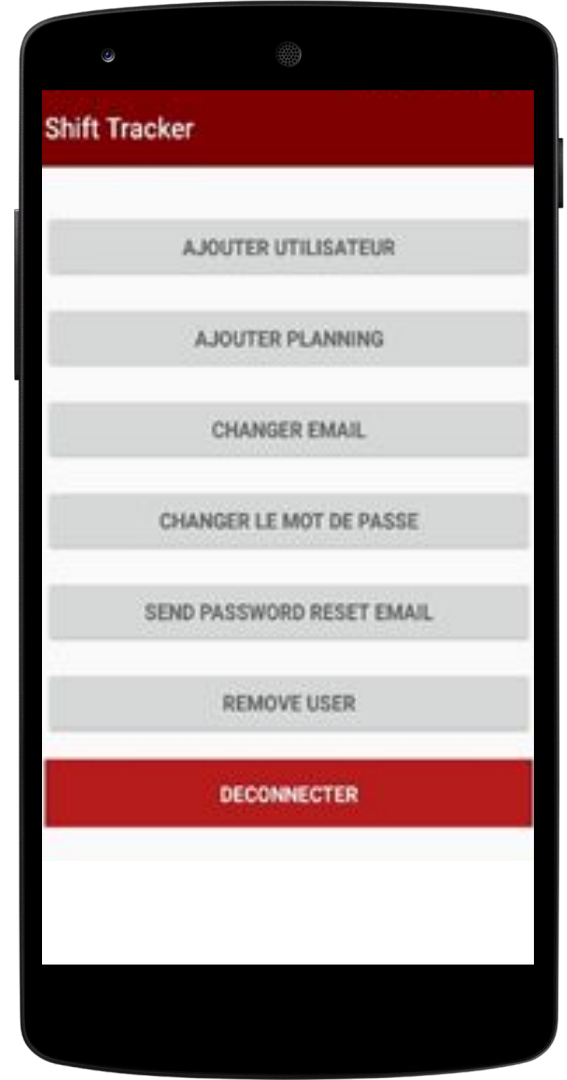 Shift Tracker
AJOUTER UTILISATEUR
AJOUTER PLANNING
CHANGER EMAIL
CHANGER LE MOT DE PASSE
SEND PASSWORD RESET EMAIL
REMOVE USER
DECONNECTER